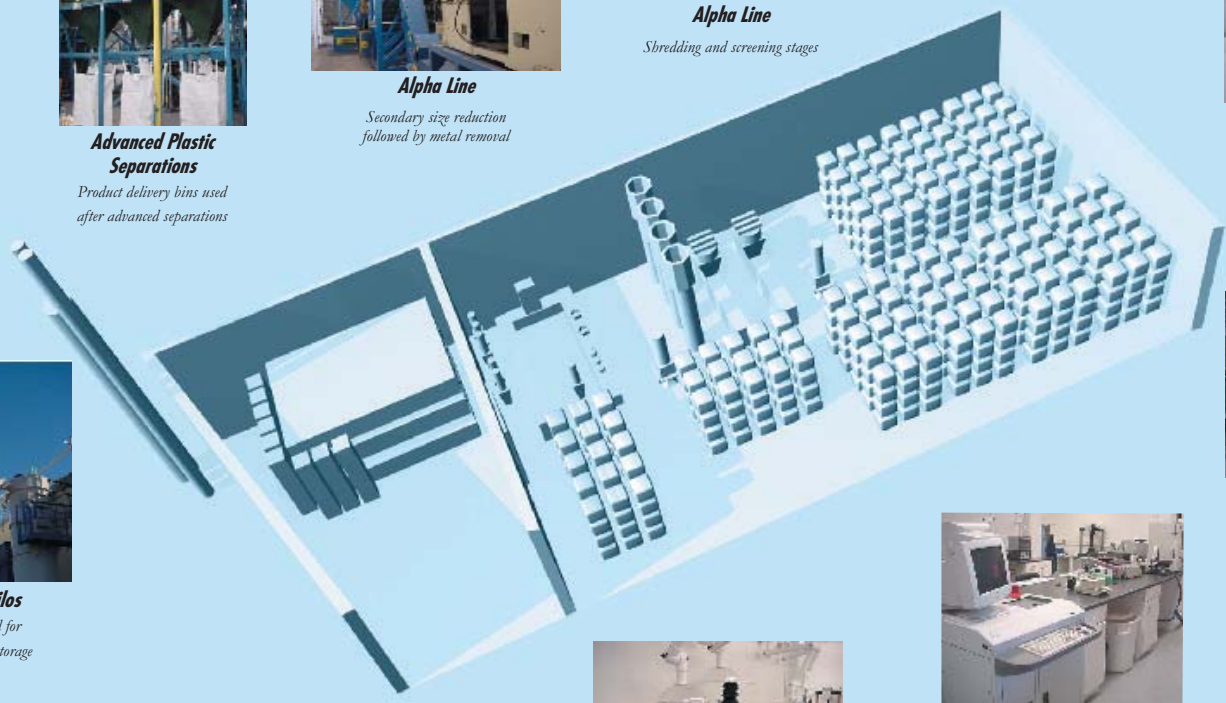 Alpha Line
Shredding and screening stages
Alpha Line
Secondary size reduction
followed by metal removal
Advanced Plastic
Separations
Product delivery bins used
after advanced separations
for